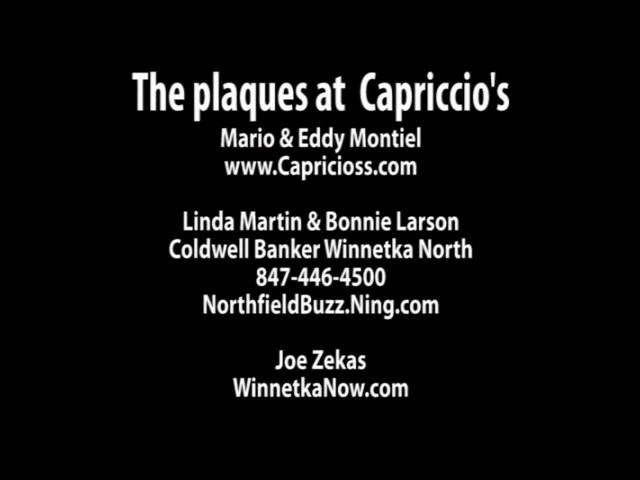 The plaques at  Capriccio's
Mario & Eddy Montiel
www.Capricioss.com
Linda Martin & Bonnie Larson
Coldwell Banker Winnetka North
847-446-4500
NorthfieldBuzz.Ning.com
Joe Zekas
WinnetkaNow.com